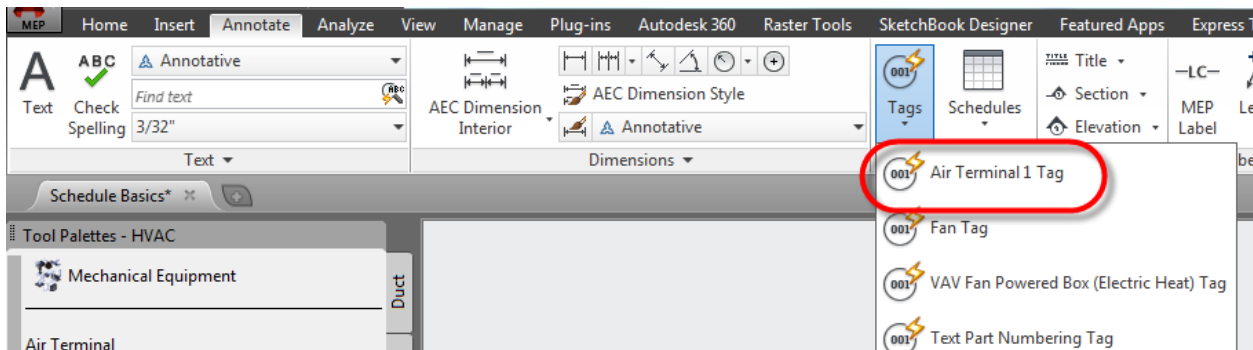 MEP Home Insert Annotate Analyze View Manage Plug-ins Autodesk 360 Raster Tools SketchBook Designer Featured Apps Express
A
Text
ABC
Check
Spelling
Annotative
Find text
ABC
3/32"
Text
AEC Dimension
Interior
AEC Dimension Style
Annotative
Dimensions
001
Tags
Schedules
TITLE
Title
Section
Elevation
-LC-
MEP
Label
Le
be
Schedule Basics*
001 Air Terminal 1 Tag
001 Fan Tag
001 VAV Fan Powered Box (Electric Heat) Tag
001 Text Part Numbering Tag
Tool Palettes - HVAC
Mechanical Equipment
Duct
Air Terminal